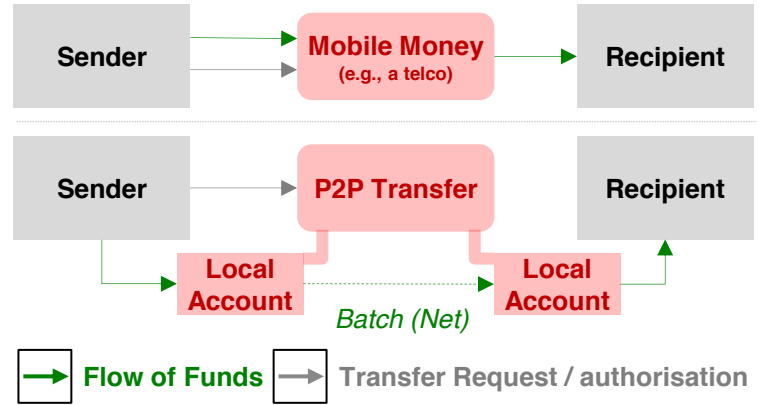 Sender
Mobile Money
(e.g., a telco)
Recipient
Sender
P2P Transfer
Recipient
Local
Account
Local
Account
Batch (Net)
Flow of Funds
Transfer Request / authorisation